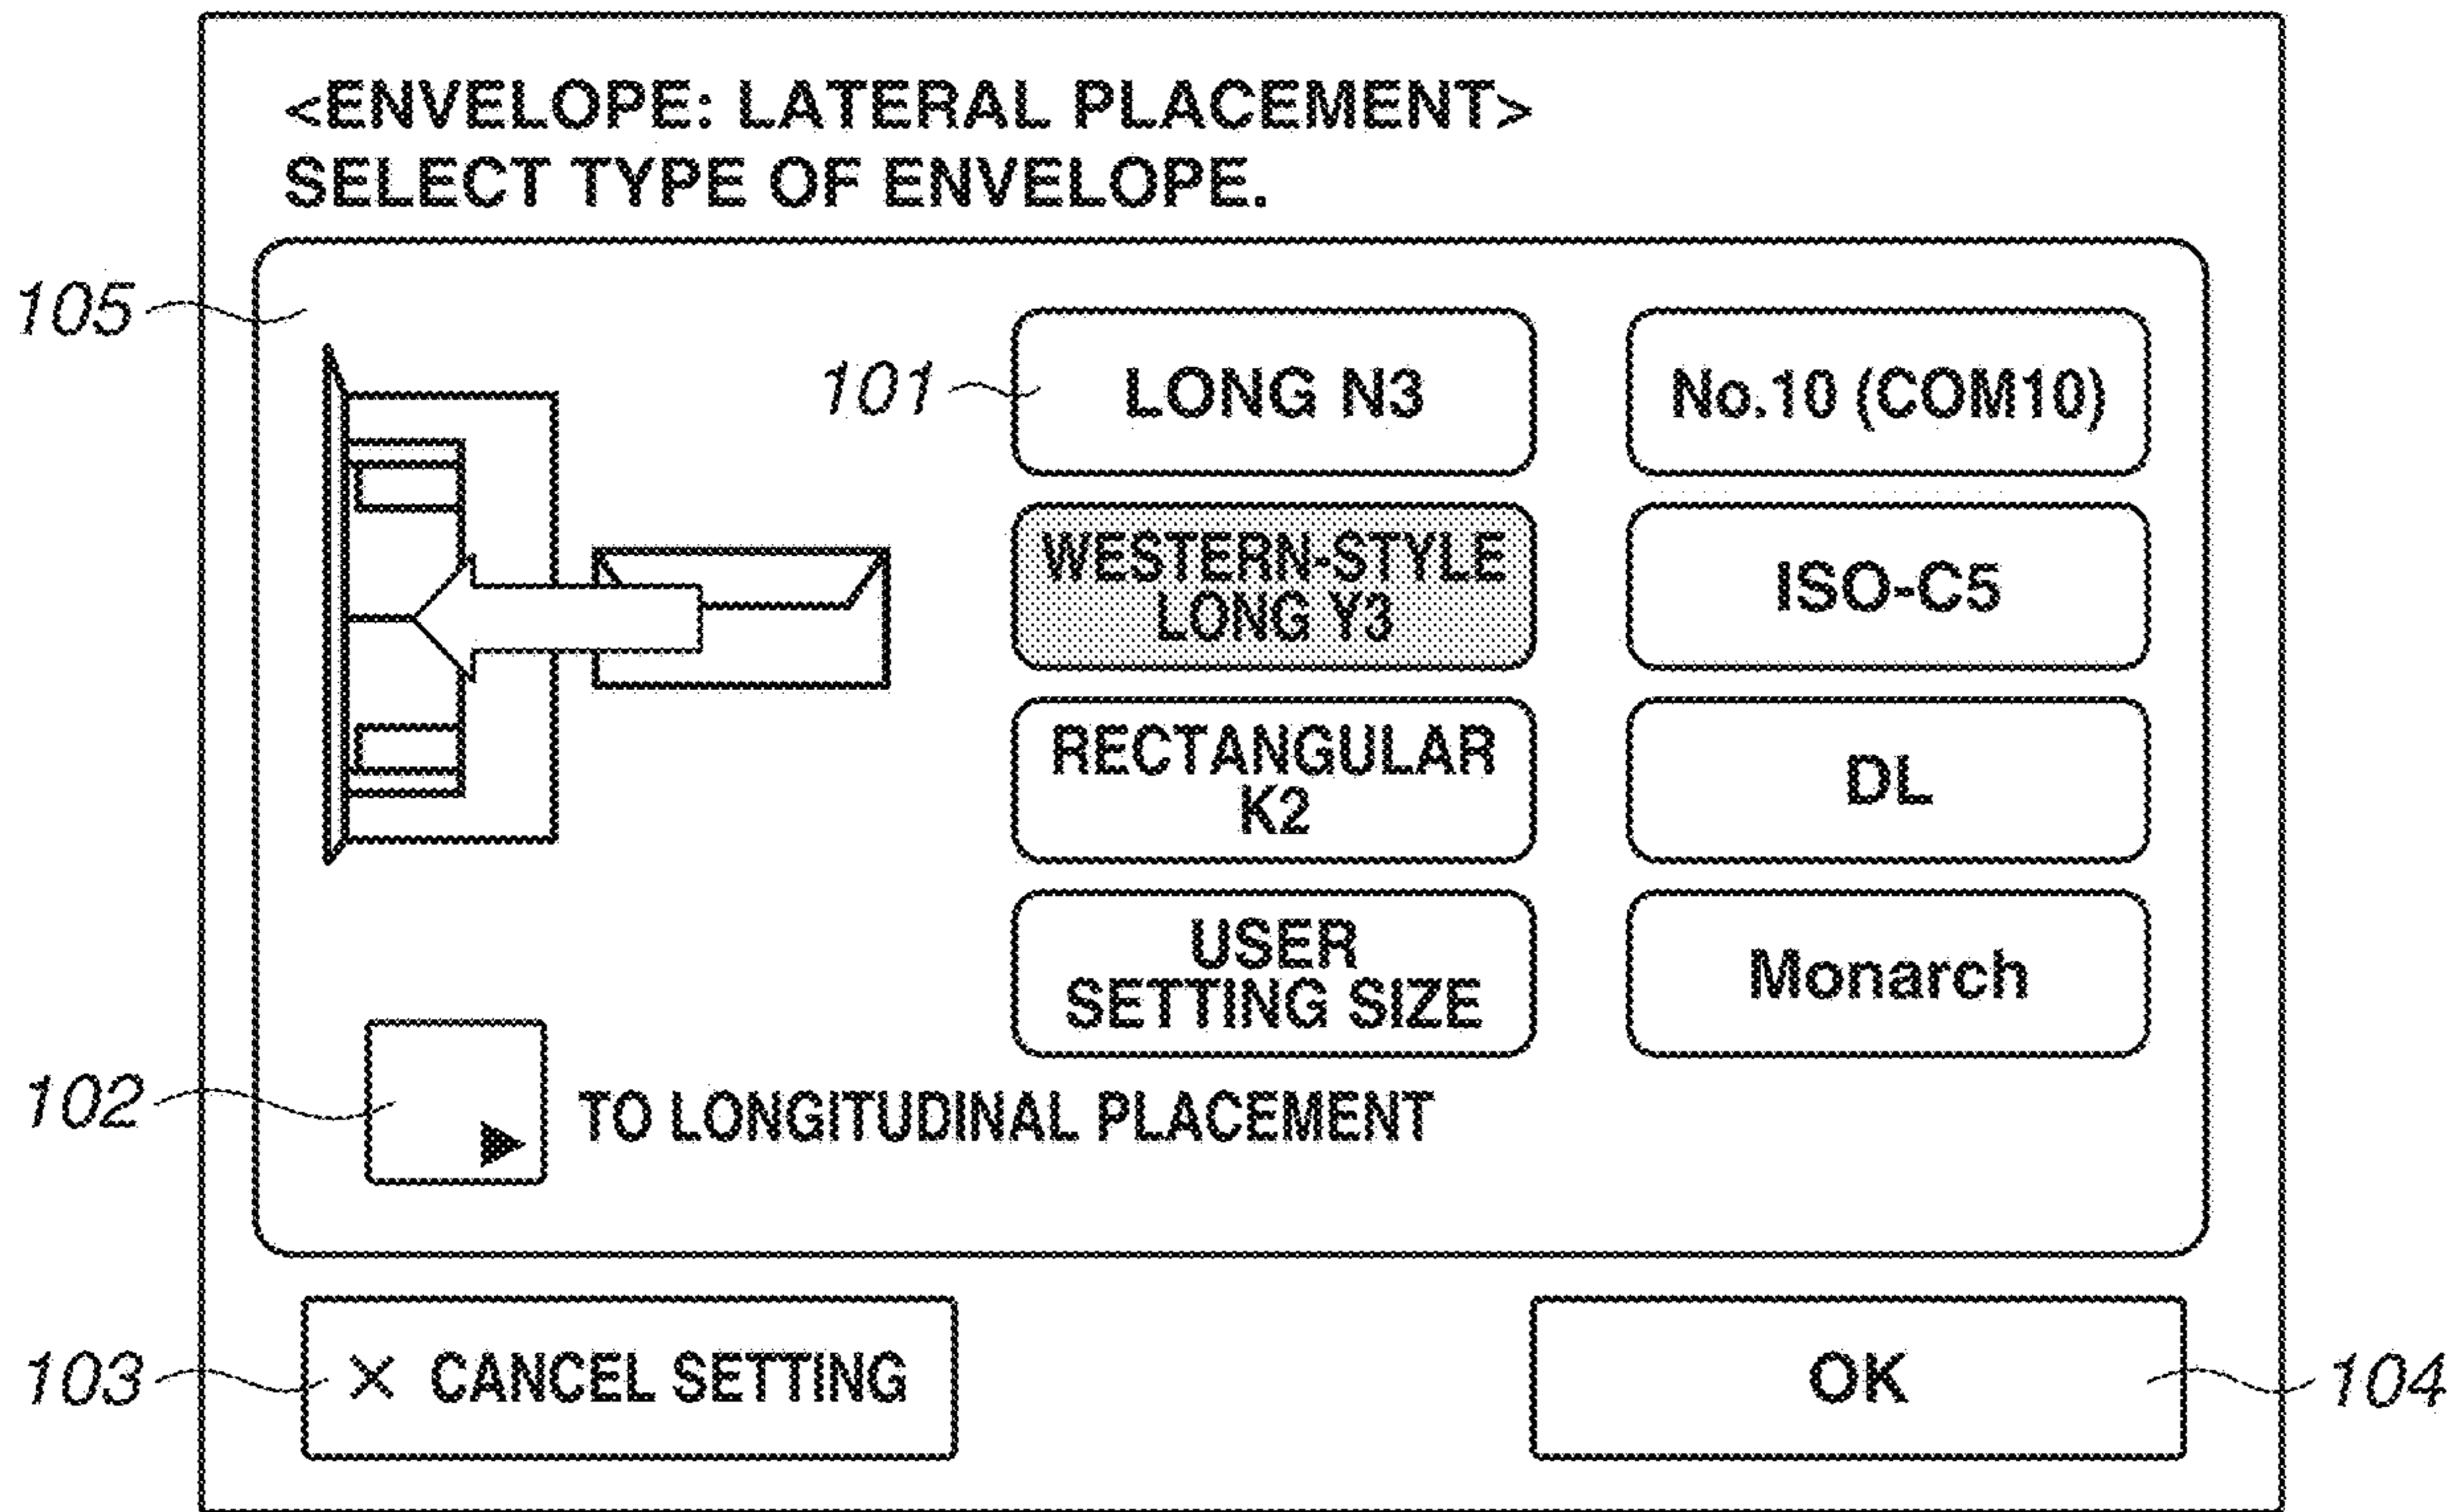 <ENVELOPE: LATERAL PLACEMENT>
SELECT TYPE OF ENVELOPE.
105
101
LONG N3
No.10 (COM10)
WESTERN-STYLE
LONG Y3
ISO-C5
RECTANGULAR
K2
DL
USER
SETTING SIZE
Monarch
102
TO LONGITUDINAL PLACEMENT
103
× CANCEL SETTING
OK
104